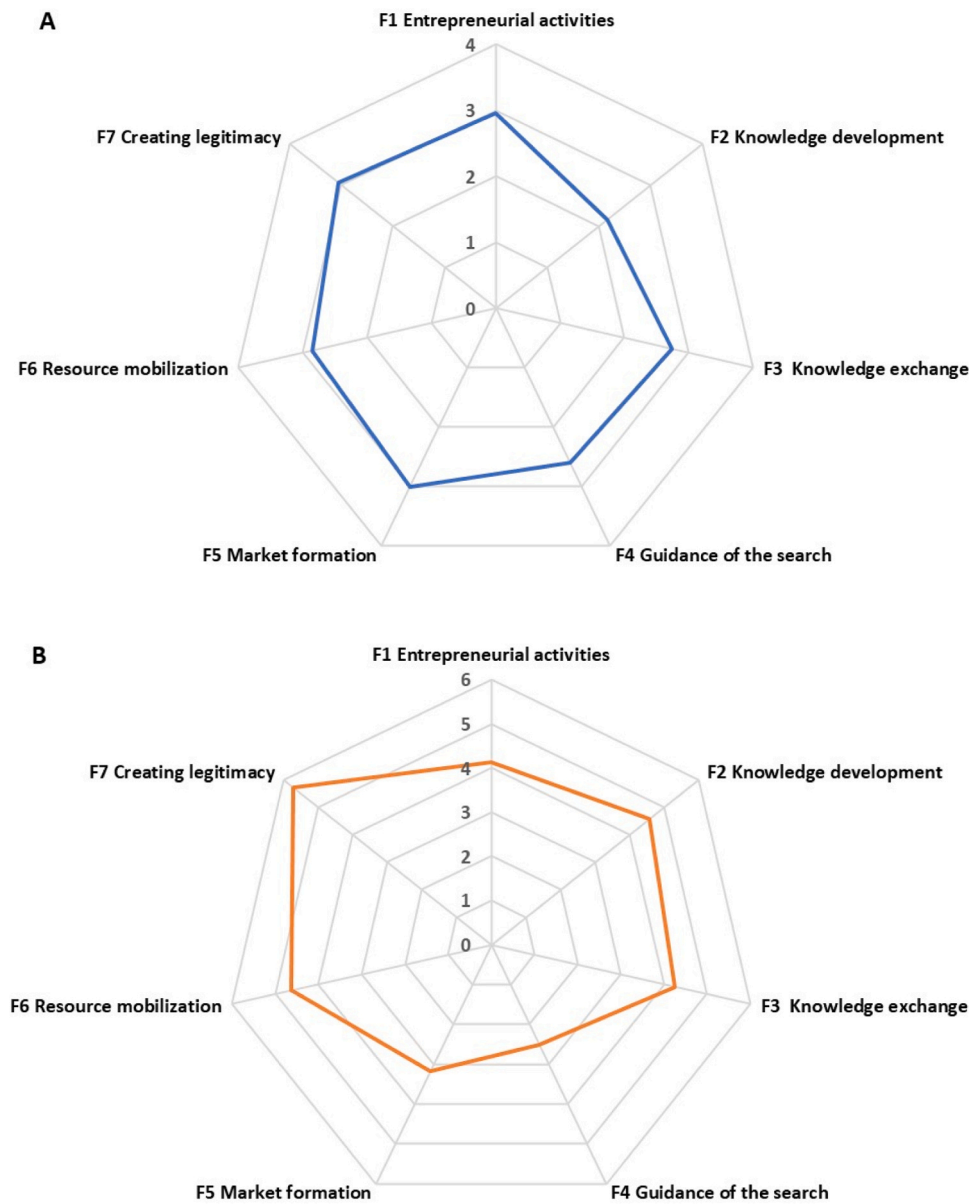 A
F1 Entrepreneurial activities
4
F7 Creating legitimacy
F2 Knowledge development
3
2
1
0
F6 Resource mobilization
F3  Knowledge exchange
F5 Market formation
F4 Guidance of the search
B
F1 Entrepreneurial activities
6
5
F7 Creating legitimacy
F2 Knowledge development
4
3
2
1
0
F6 Resource mobilization
F3  Knowledge exchange
F5 Market formation
F4 Guidance of the search